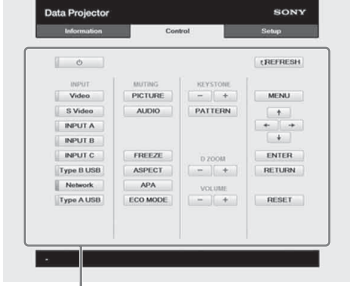 Data Projector SONY
Information Control Setup
REFRESH
INPUT MUTING KEYSTONE
Video PICTURE − + MENU
S Video AUDIO PATTERN
INPUT A
INPUT B
INPUT C FREEZE D ZOOM ENTER
Type B USB ASPECT − + RETURN
Network APA VOLUME
Type A USB ECO MODE − + RESET